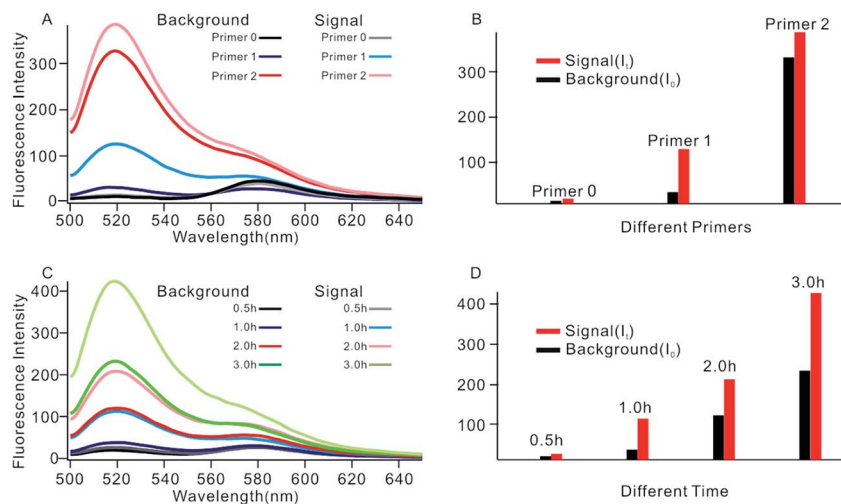 A
Background
Signal
Primer 0
Primer 0
Primer 1
Primer 1
Primer 2
Primer 2
Fluorescence Intensity
300
200
100
0
500 520 540 560 580 600 620 640
Wavelength(nm)
B
Signal(I_t)
Background(I_0)
Primer 2
Primer 1
Primer 0
300
200
100
Different Primers
C
Background
Signal
0.5h
0.5h
1.0h
1.0h
2.0h
2.0h
3.0h
3.0h
Fluorescence Intensity
400
300
200
100
0
500 520 540 560 580 600 620 640
Wavelength(nm)
D
Signal(I_t)
Background(I_0)
3.0h
2.0h
1.0h
0.5h
400
300
200
100
Different Time